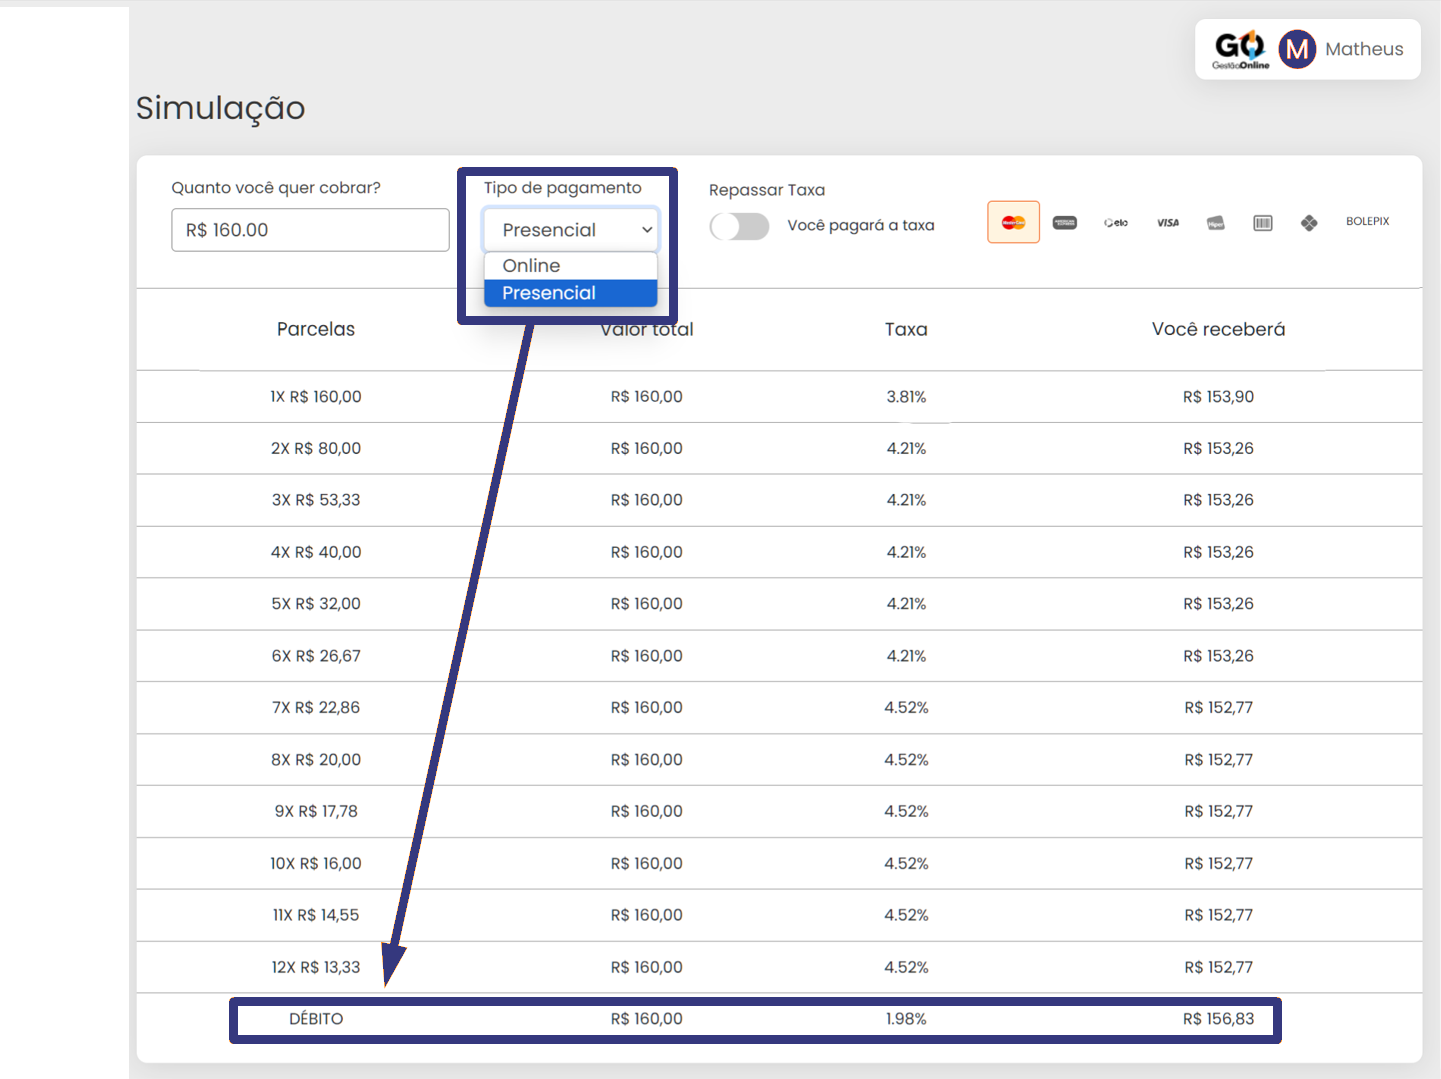 GO
GestãoOnline
M
Matheus
Simulação
Quanto você quer cobrar?
Tipo de pagamento
Repassar Taxa
R$ 160.00
Presencial
Você pagará a taxa
elo
VISA
BOLEPIX
Online
Presencial
Parcelas Valor total Taxa Você receberá
1X R$ 160,00 R$ 160,00 3.81% R$ 153,90
2X R$ 80,00 R$ 160,00 4.21% R$ 153,26
3X R$ 53,33 R$ 160,00 4.21% R$ 153,26
4X R$ 40,00 R$ 160,00 4.21% R$ 153,26
5X R$ 32,00 R$ 160,00 4.21% R$ 153,26
6X R$ 26,67 R$ 160,00 4.21% R$ 153,26
7X R$ 22,86 R$ 160,00 4.52% R$ 152,77
8X R$ 20,00 R$ 160,00 4.52% R$ 152,77
9X R$ 17,78 R$ 160,00 4.52% R$ 152,77
10X R$ 16,00 R$ 160,00 4.52% R$ 152,77
11X R$ 14,55 R$ 160,00 4.52% R$ 152,77
12X R$ 13,33 R$ 160,00 4.52% R$ 152,77
DÉBITO R$ 160,00 1.98% R$ 156,83